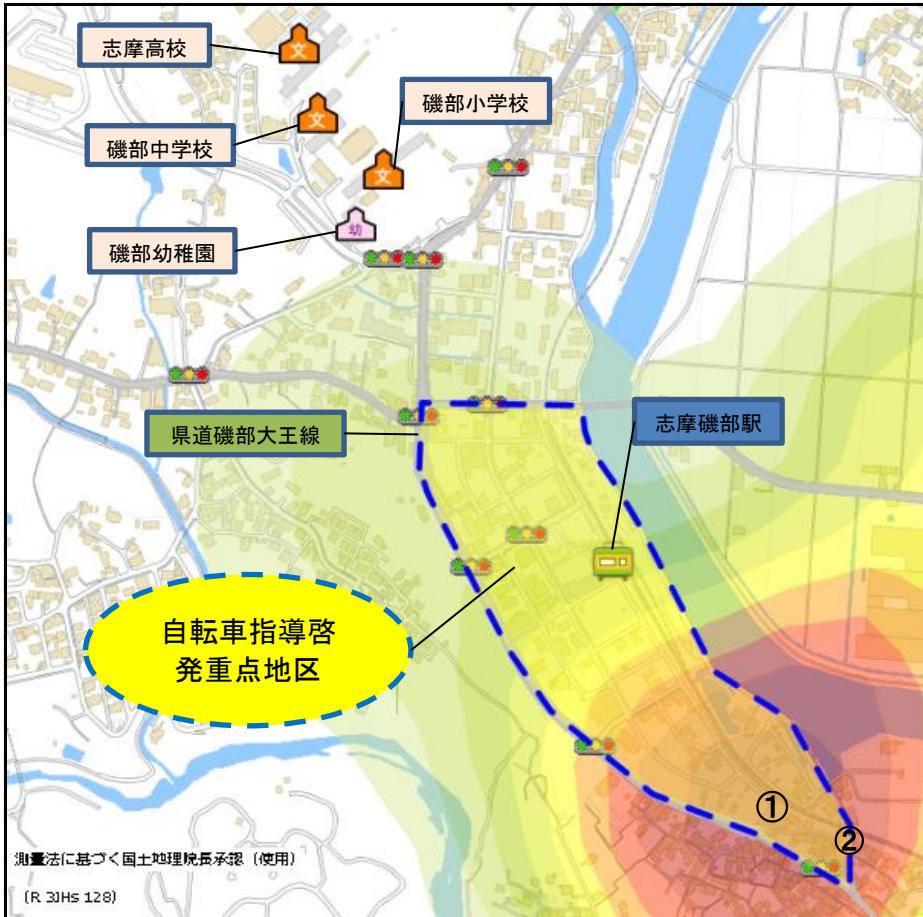 志摩高校
文
磯部小学校
文
磯部中学校
文
磯部幼稚園
幼
県道磯部大王線
志摩磯部駅
自転車指導啓
発重点地区
①
②
測量法に基づく国土地理院長承認（使用）
(R 3JHs 128)